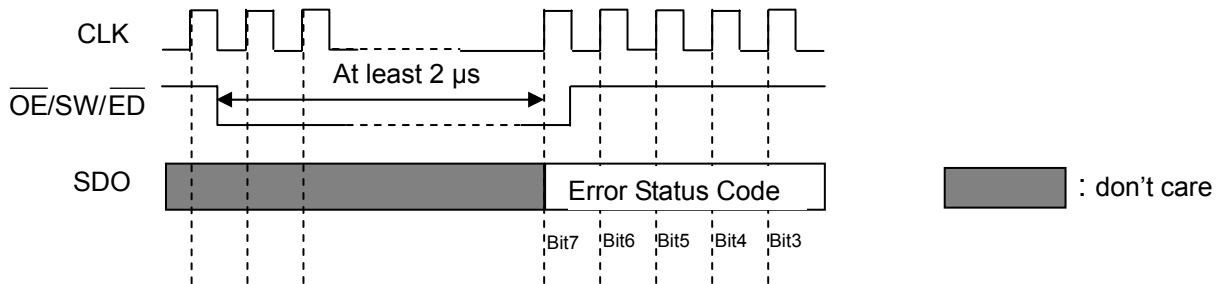 CLK
At least 2 µs
OE/SW/ED
SDO
Error Status Code
: don't care
Bit7 Bit6 Bit5 Bit4 Bit3